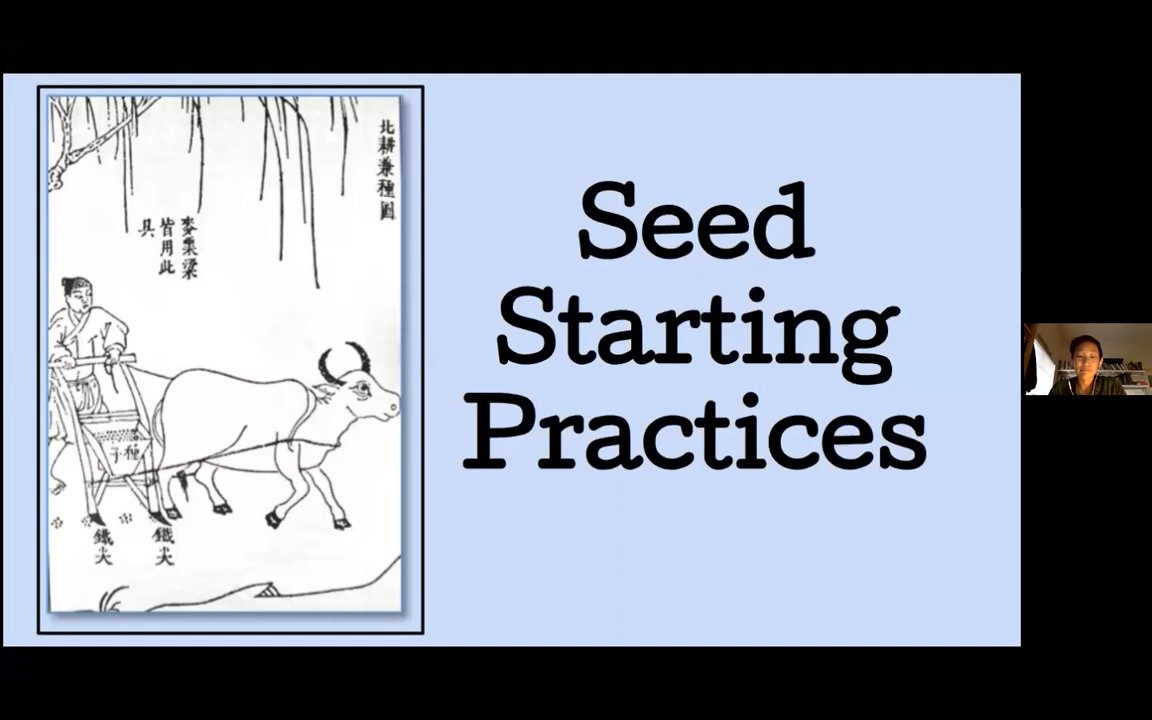 北耕兼種圖
麥粟粱
皆用此
具
種子
鐵尖
鐵尖
Seed
Starting
Practices